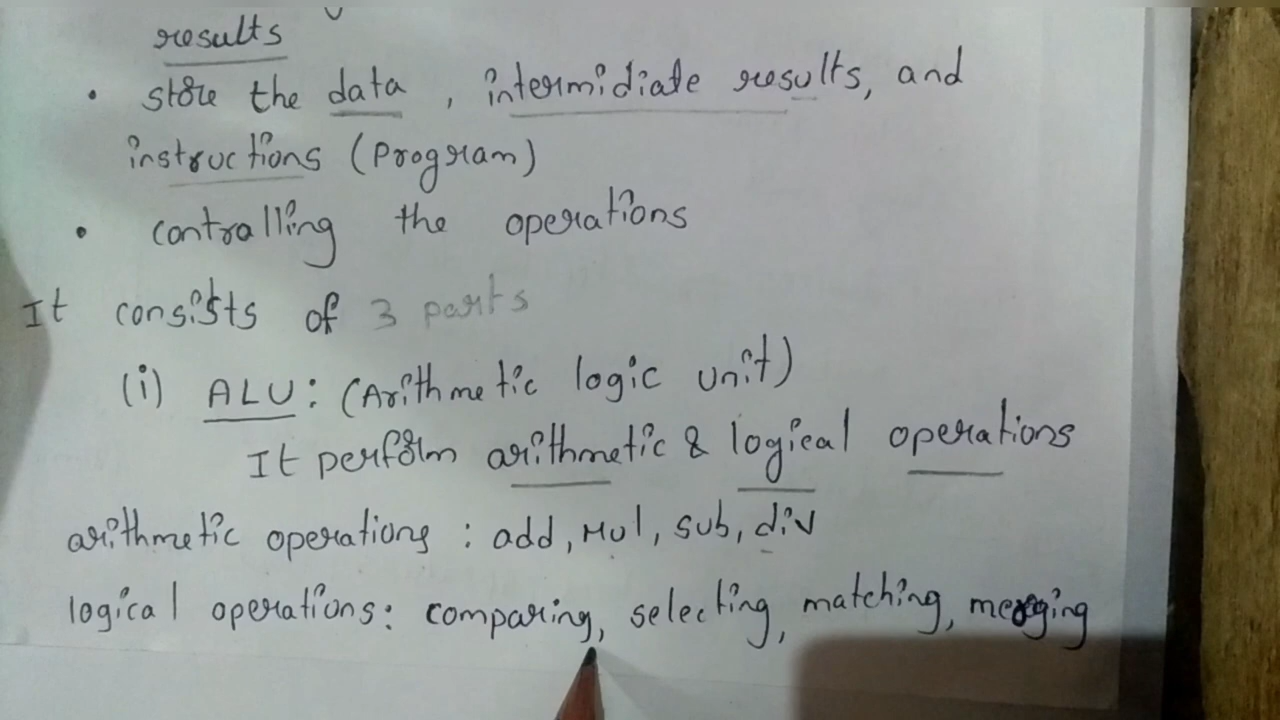 results
• store the data , intermidiate results, and
instructions (program)
• contralling the operations
It consists of 3 parts
(i) ALU: (Arithmetic logic unit)
It perform arithmetic & logical operations
arithmetic operations : add, Mul, sub, div
logical operations: comparing, selecting, matching, merging